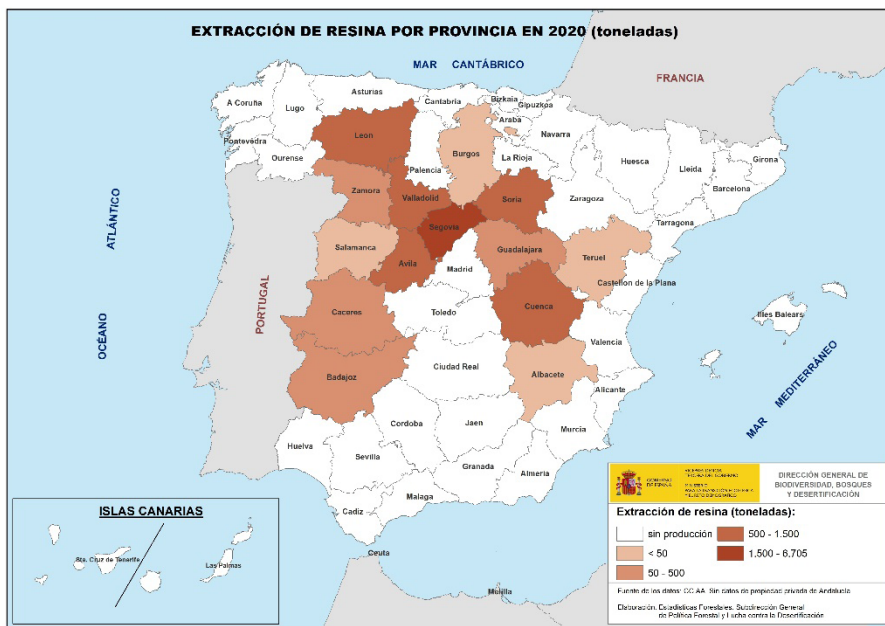 EXTRACCIÓN DE RESINA POR PROVINCIA EN 2020 (toneladas)
MAR CANTÁBRICO
FRANCIA
A Coruña
Lugo
Asturias
Cantabria
Bizkaia
Gipuzkoa
Araba
Navarra
Pontevedra
Ourense
Leon
Palencia
Burgos
La Rioja
Huesca
Lleida
Girona
Barcelona
Zamora
Valladolid
Soria
Zaragoza
Tarragona
Segovia
Salamanca
Avila
Guadalajara
Teruel
Madrid
Castellon de la Plana
OCÉANO ATLÁNTICO
PORTUGAL
Caceres
Toledo
Cuenca
Valencia
Illes Balears
Badajoz
Ciudad Real
Albacete
Alicante
MAR MEDITERRÁNEO
Huelva
Sevilla
Cordoba
Jaen
Murcia
Granada
Almeria
Cadiz
Malaga
Ceuta
Melilla
ISLAS CANARIAS
Sta. Cruz de Tenerife
Las Palmas
GOBIERNO
DE ESPAÑA
DIRECCIÓN GENERAL DE
BIODIVERSIDAD, BOSQUES
Y DESERTIFICACIÓN
Extracción de resina (toneladas):
sin producción
< 50
50 - 500
500 - 1.500
1.500 - 6.705
Fuente de los datos: CC.AA. Sin datos de propiedad privada de Andalucía
Elaboración: Estadísticas Forestales. Subdirección General
de Política Forestal y Lucha contra la Desertificación